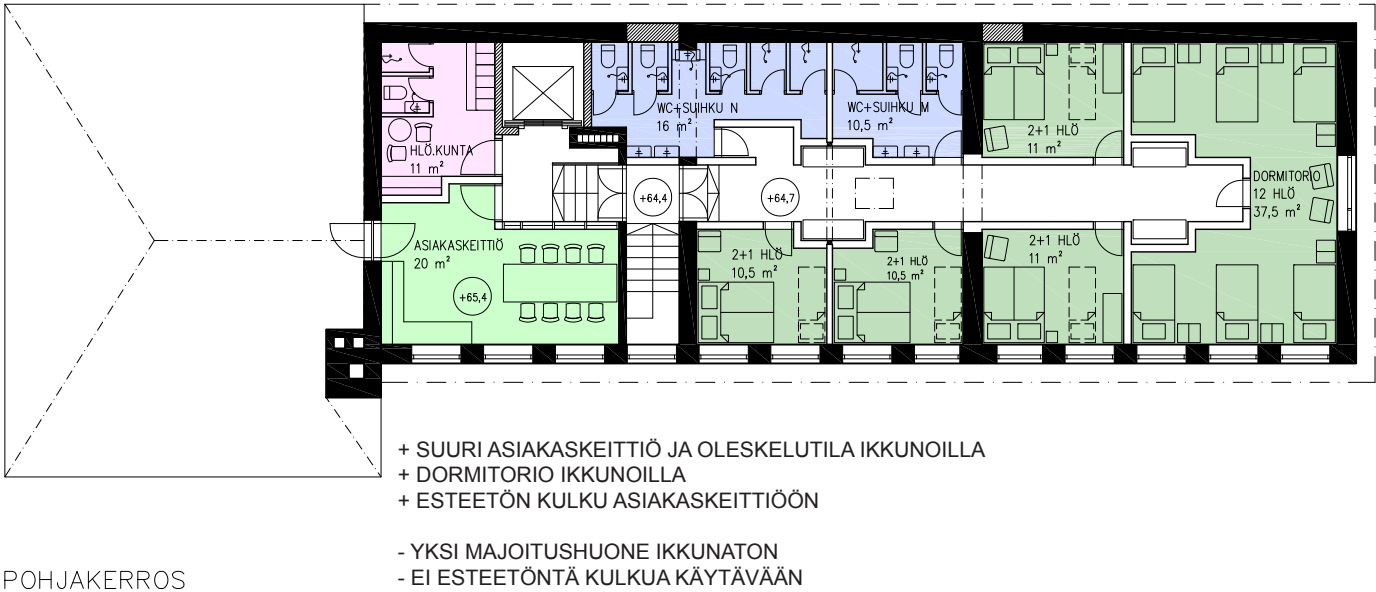 HLÖ.KUNTA
11 m²
WC+SUIHKU N
16 m²
WC+SUIHKU M
10,5 m²
2+1 HLÖ
11 m²
DORMITORIO
12 HLÖ
37,5 m²
+64,4
+64,7
ASIAKASKEITTIÖ
20 m²
+65,4
2+1 HLÖ
10,5 m²
2+1 HLÖ
10,5 m²
2+1 HLÖ
11 m²
+ SUURI ASIAKASKEITTIÖ JA OLESKELUTILA IKKUNOILLA
+ DORMITORIO IKKUNOILLA
+ ESTEETÖN KULKU ASIAKASKEITTIÖÖN
- YKSI MAJOITUSHUONE IKKUNATON
- EI ESTEETÖNTÄ KULKUA KÄYTÄVÄÄN
POHJAKERROS